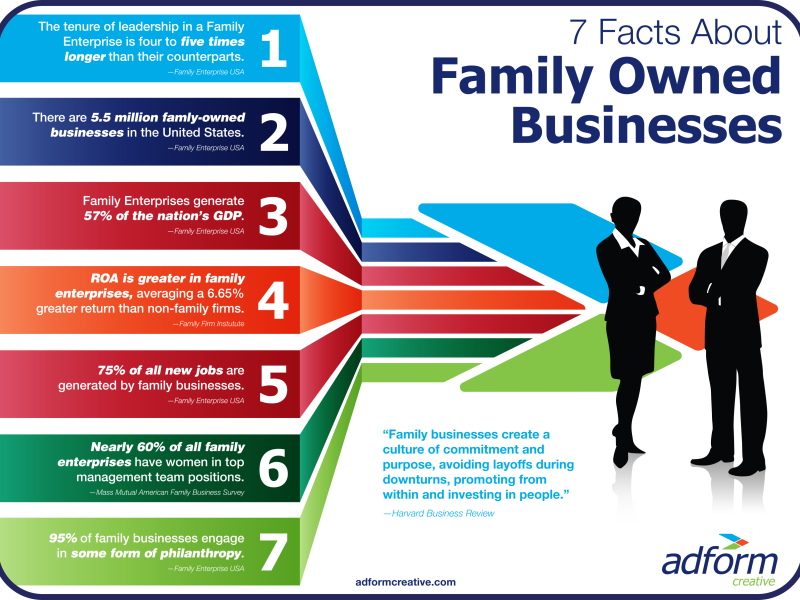 7 Facts About
Family Owned
Businesses
The tenure of leadership in a Family
Enterprise is four to five times
longer than their counterparts.
—Family Enterprise USA
1
There are 5.5 million famly-owned
businesses in the United States.
—Family Enterprise USA
2
Family Enterprises generate
57% of the nation's GDP.
—Family Enterprise USA
3
ROA is greater in family
enterprises, averaging a 6.65%
greater return than non-family firms.
—Family Firm Instutute
4
75% of all new jobs are
generated by family businesses.
—Family Enterprise USA
5
Nearly 60% of all family
enterprises have women in top
management team positions.
—Mass Mutual American Family Business Survey
6
95% of family businesses engage
in some form of philanthropy.
—Family Enterprise USA
7
“Family businesses create a
culture of commitment and
purpose, avoiding layoffs during
downturns, promoting from
within and investing in people.”
—Harvard Business Review
adformcreative.com
adform
creative